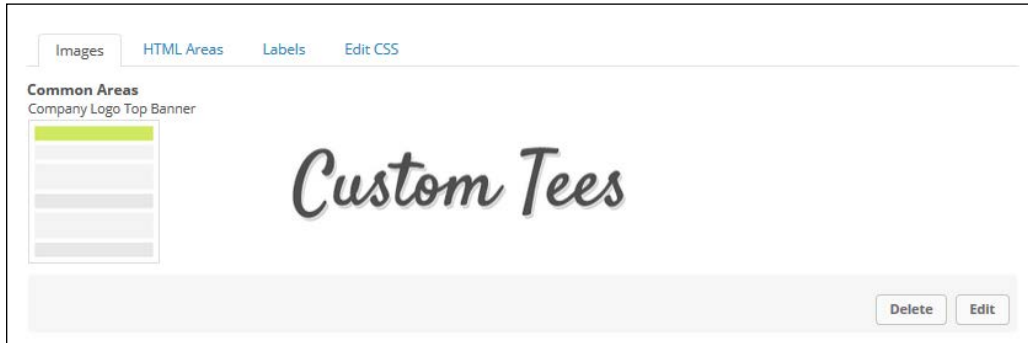 Images HTML Areas Labels Edit CSS
Common Areas
Company Logo Top Banner
Custom Tees
Delete Edit